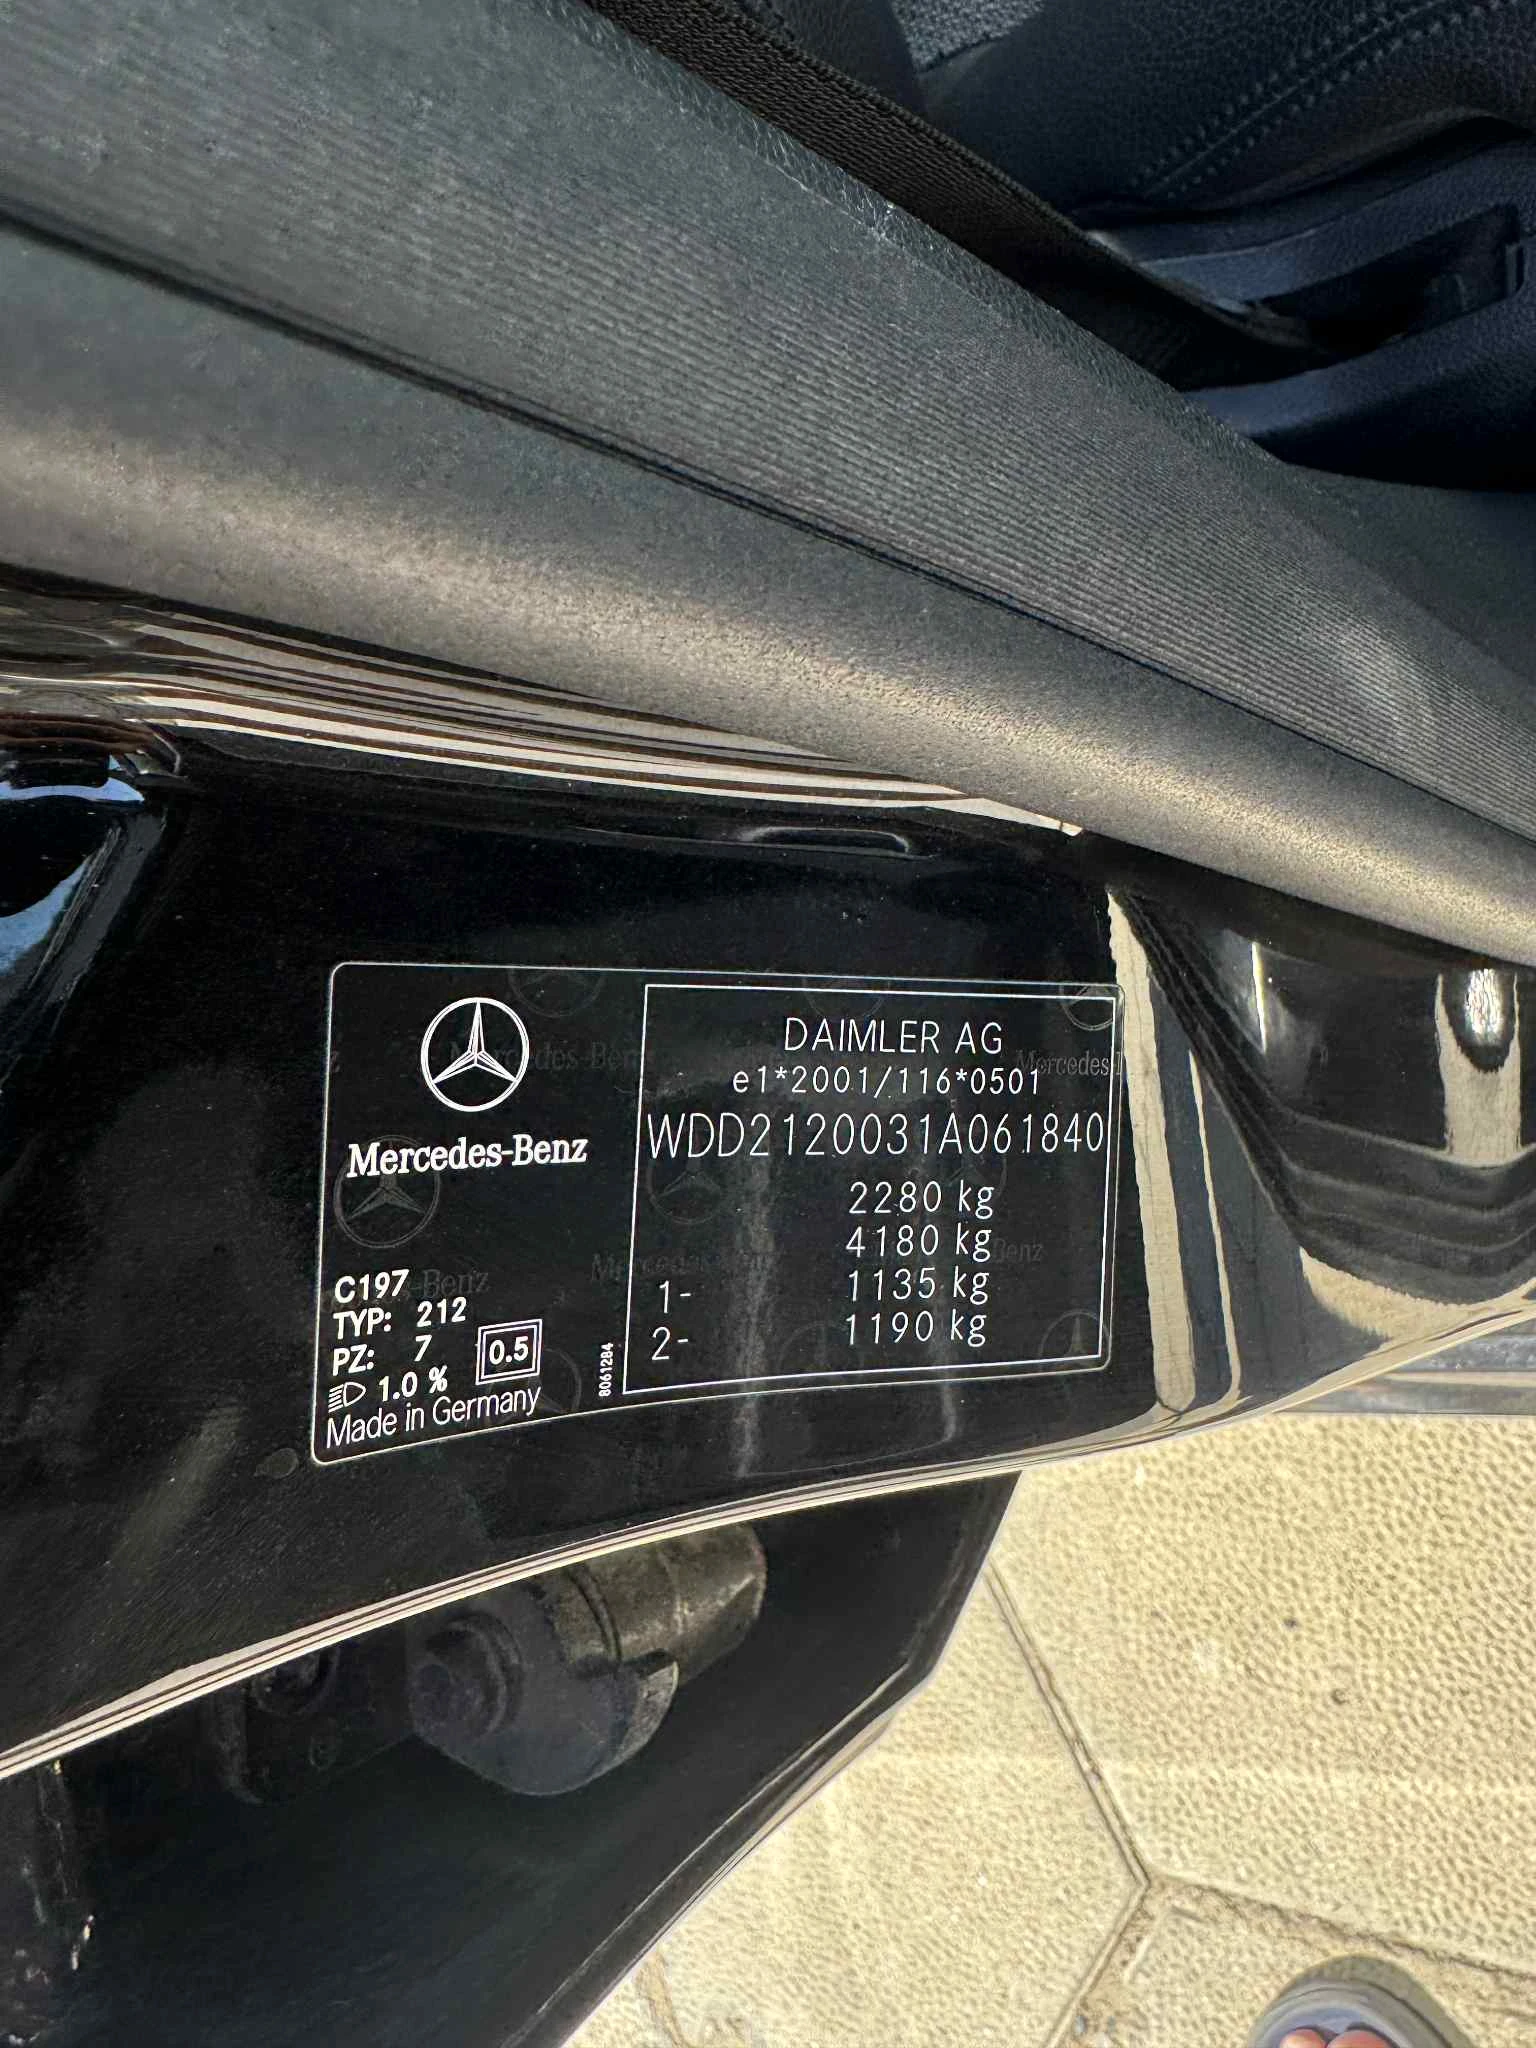 Mercedes-Benz
C197
TYP: 212
PZ: 7
0.5
1.0 %
Made in Germany
8061284
DAIMLER AG
e1*2001/116*0501
WDD2120031A061840
2280 kg
4180 kg
1- 1135 kg
2- 1190 kg